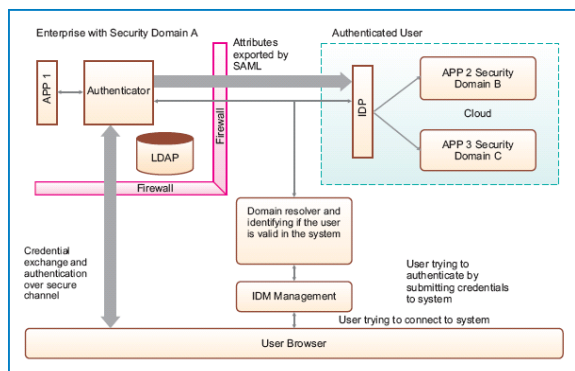 Enterprise with Security Domain A
Attributes
exported by
SAML
Authenticated User
APP 1
Authenticator
IDP
APP 2 Security
Domain B
Cloud
APP 3 Security
Domain C
LDAP
Firewall
Firewall
Domain resolver and
identifying if the user
is valid in the system
Credential
exchange and
authentication
over secure
channel
User trying to
authenticate by
submitting credentials
to system
IDM Management
User trying to connect to system
User Browser